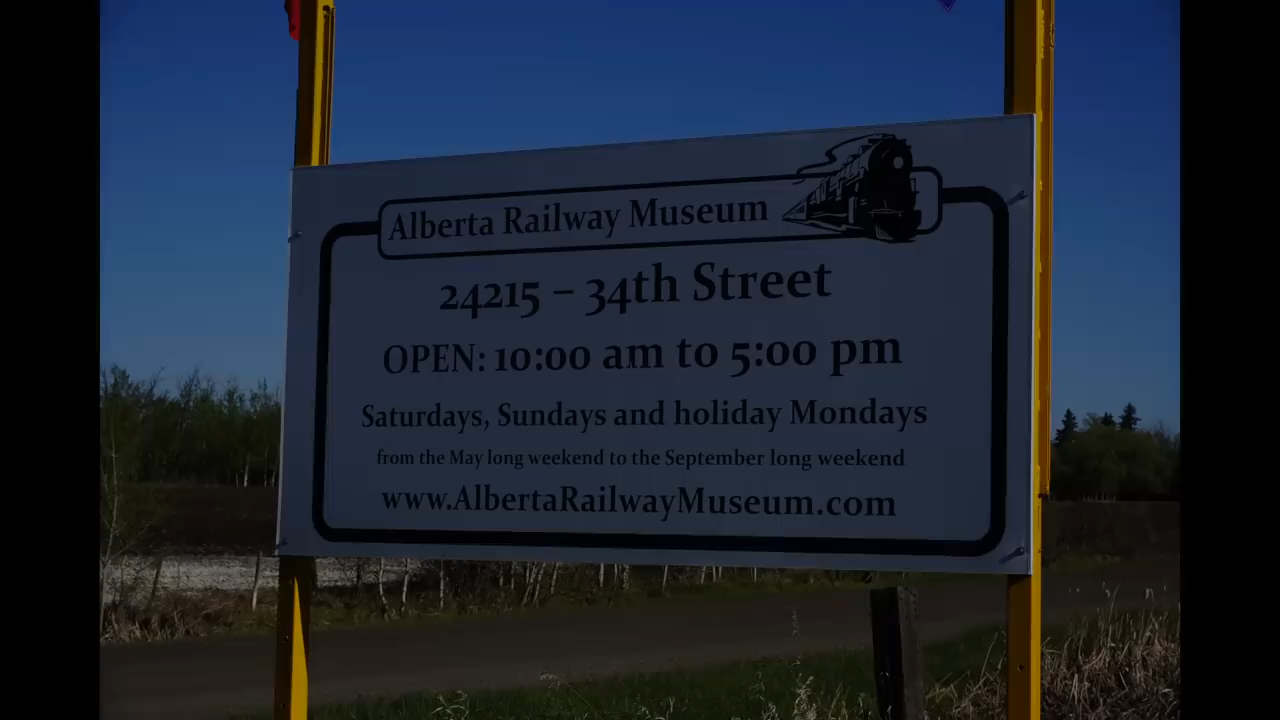 Alberta Railway Museum
24215 – 34th Street
OPEN: 10:00 am to 5:00 pm
Saturdays, Sundays and holiday Mondays
from the May long weekend to the September long weekend
www.AlbertaRailwayMuseum.com